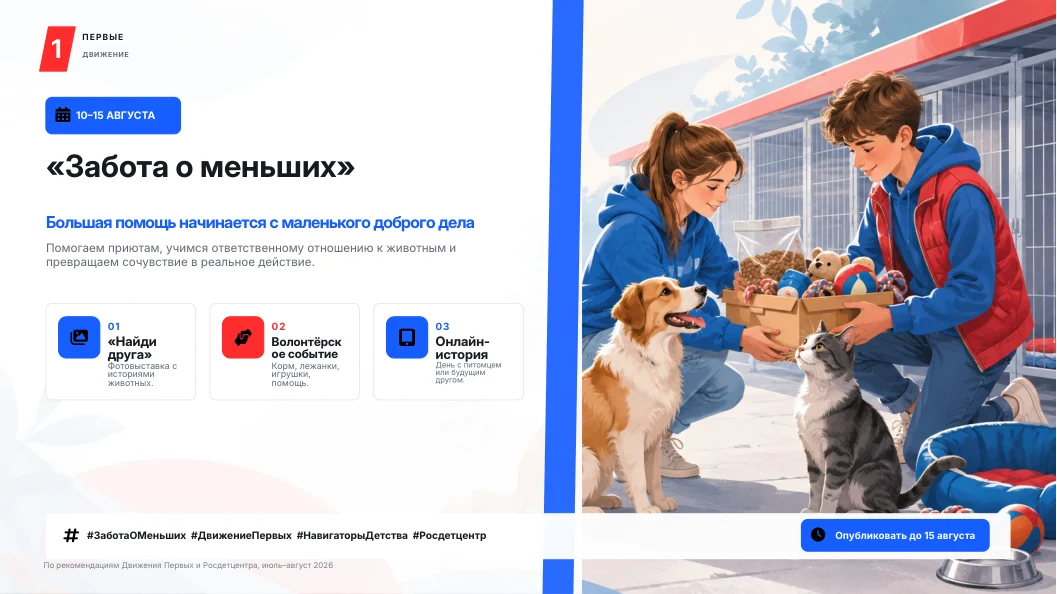 1
ПЕРВЫЕ
ДВИЖЕНИЕ
10–15 АВГУСТА
«Забота о меньших»
Большая помощь начинается с маленького доброго дела
Помогаем приютам, учимся ответственному отношению к животным и
превращаем сочувствие в реальное действие.
01
«Найди
друга»
Фотовыставка с
историями
животных.
02
Волонтёрск
ое событие
Корм, лежанки,
игрушки,
помощь.
03
Онлайн-
история
День с питомцем
или будущим
другом.
# #ЗаботаОМеньших #ДвижениеПервых #НавигаторыДетства #Росдетцентр
Опубликовать до 15 августа
По рекомендациям Движения Первых и Росдетцентра, июль–август 2026